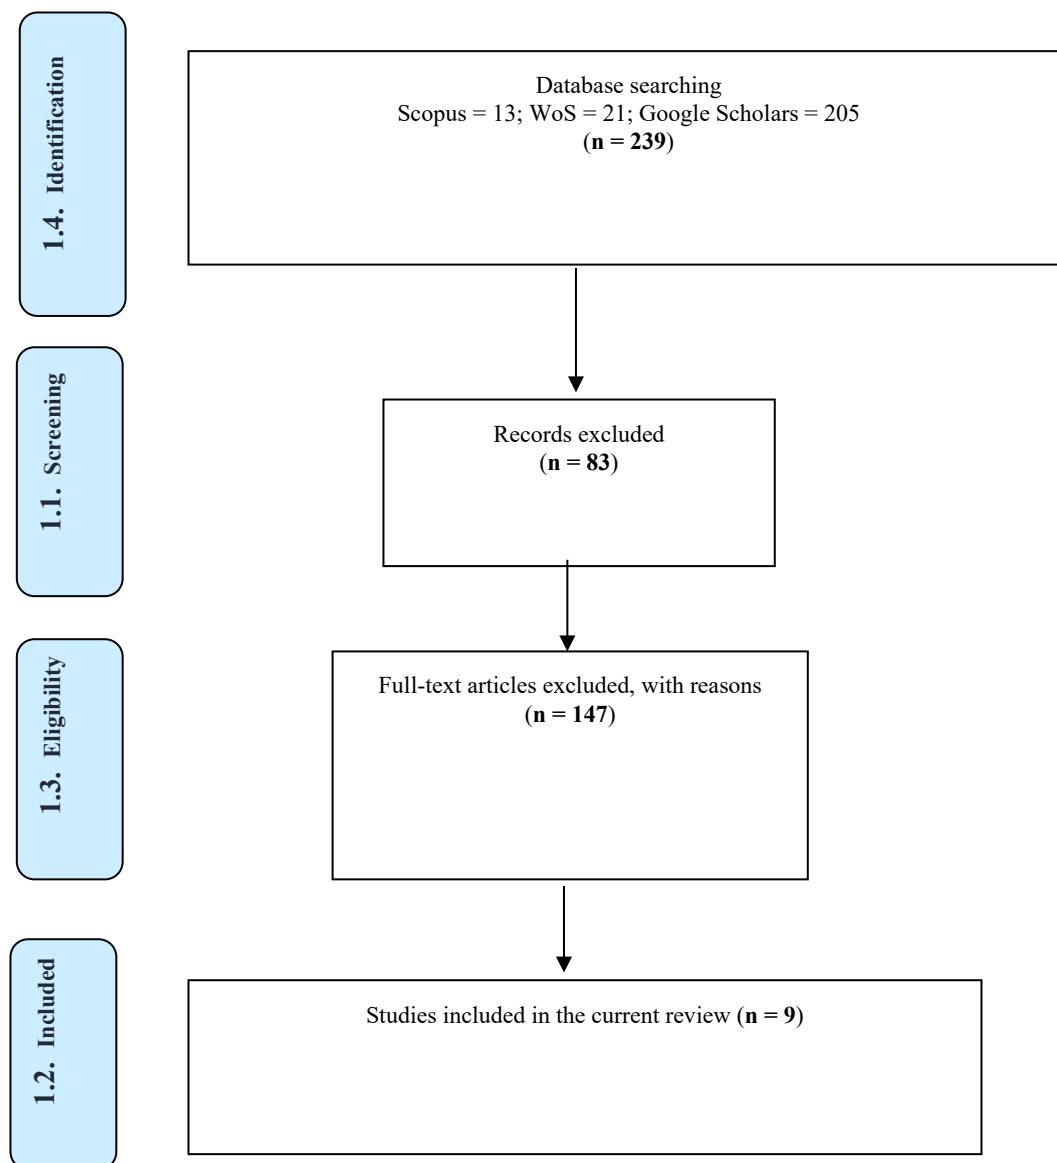 1.4. Identification
Database searching
Scopus = 13; WoS = 21; Google Scholars = 205
(n = 239)
1.1. Screening
Records excluded
(n = 83)
1.3. Eligibility
Full-text articles excluded, with reasons
(n = 147)
1.2. Included
Studies included in the current review (n = 9)